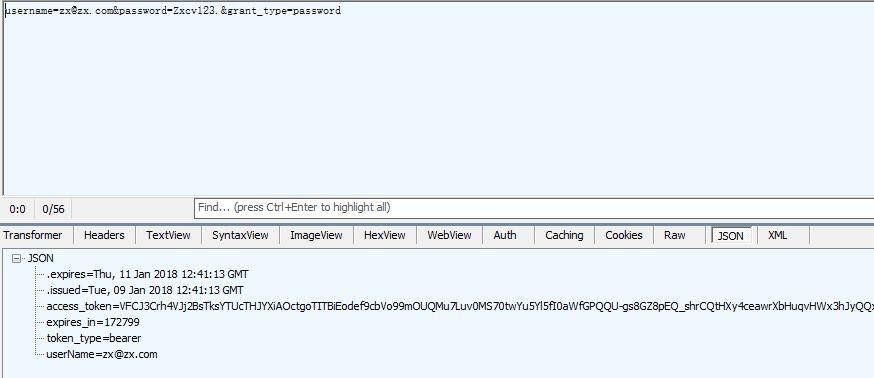 username=zx@zx.com&password=Zxcv123.&grant_type=password
0:0 0/56 Find... (press Ctrl+Enter to highlight all)
Transformer Headers TextView SyntaxView ImageView HexView WebView Auth Caching Cookies Raw JSON XML
JSON
.expires=Thu, 11 Jan 2018 12:41:13 GMT
.issued=Tue, 09 Jan 2018 12:41:13 GMT
access_token=VFCJ3Crh4VJj2BsTksYTUcTHJYXiAOctgoTITBiEodef9cbVo99mOUQMu7Luv0MS70twYu5Yl5fI0aWfGPQQU-gs8GZ8pEQ_shrCQtHXy4ceawrXbHuqvHWx3hJyQQx
expires_in=172799
token_type=bearer
userName=zx@zx.com